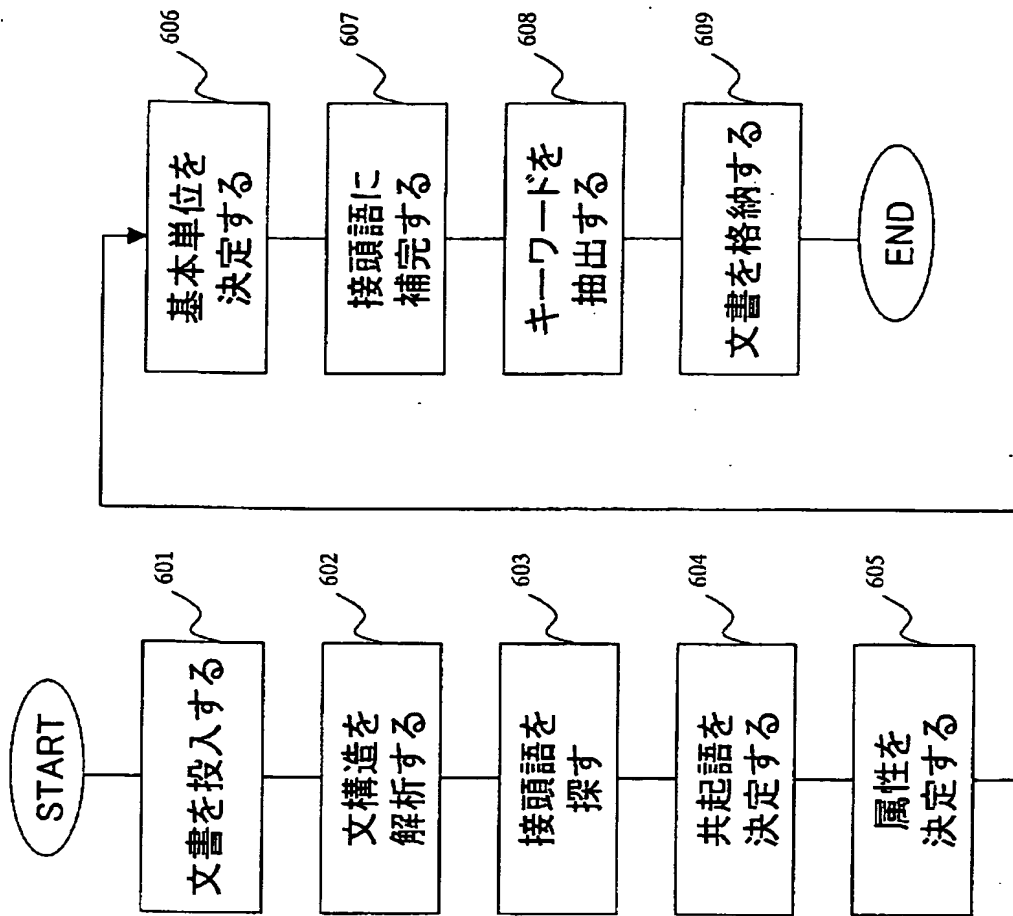 START
文書を投入する
601
文構造を
解析する
602
接頭語を
探す
603
共起語を
決定する
604
属性を
決定する
605
基本単位を
決定する
606
接頭語に
補完する
607
キーワードを
抽出する
608
文書を格納する
609
END